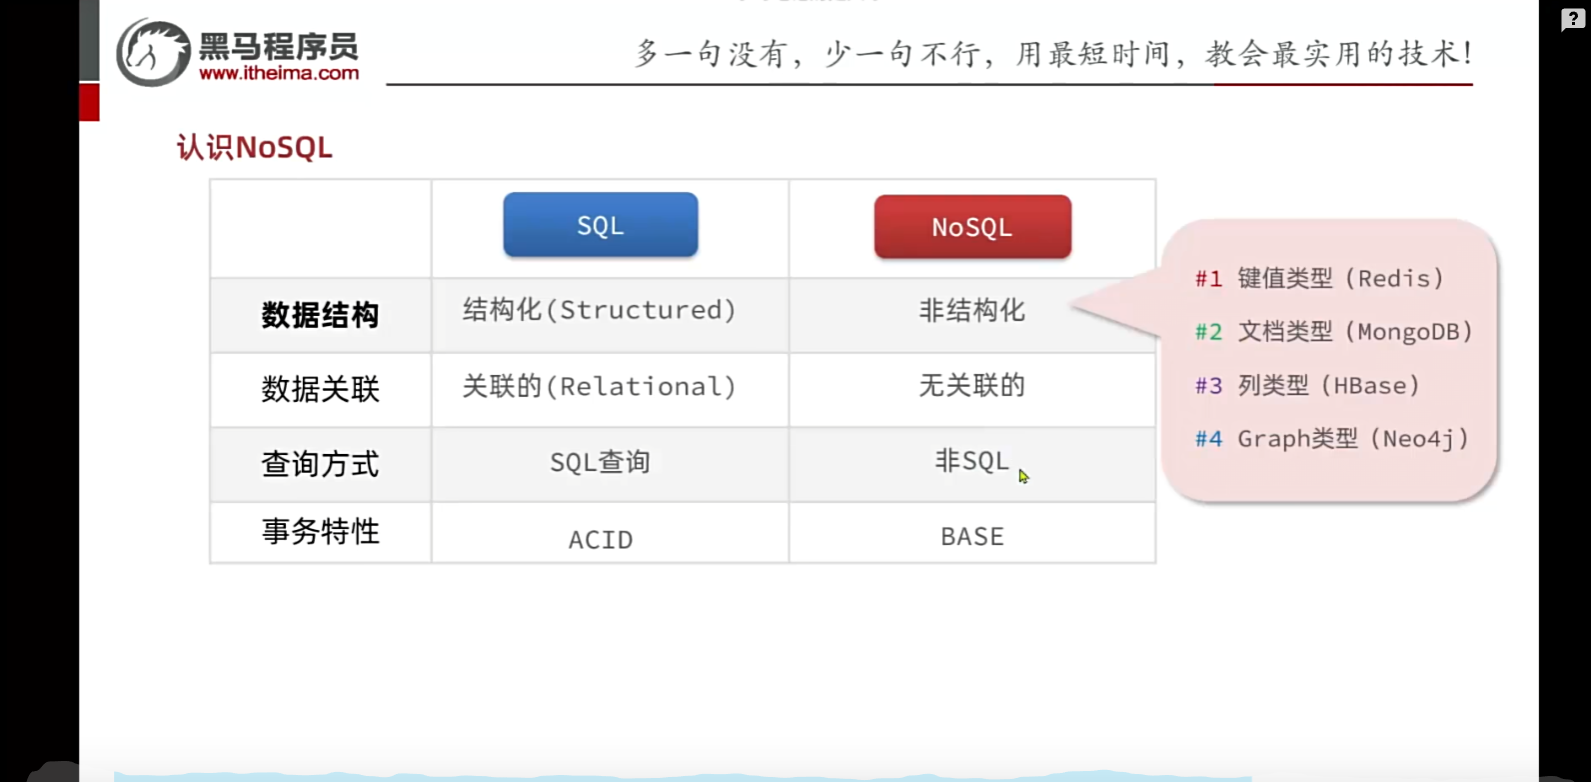 黑马程序员
www.itheima.com
多一句没有，少一句不行，用最短时间，教会最实用的技术！
认识NoSQL
SQL
NoSQL
数据结构
结构化(Structured)
非结构化
#1 键值类型（Redis）
#2 文档类型（MongoDB）
#3 列类型（HBase）
#4 Graph类型（Neo4j）
数据关联
关联的(Relational)
无关联的
查询方式
SQL查询
非SQL
事务特性
ACID
BASE
?